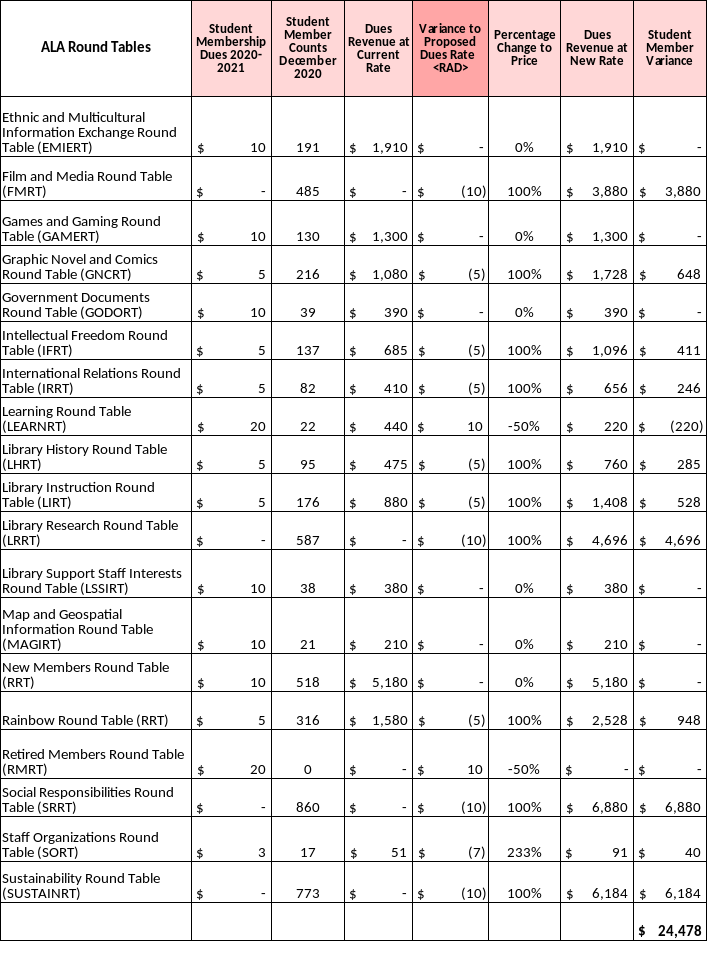 ALA Round Tables
Student Membership Dues 2020-2021
Student Member Counts December 2020
Dues Revenue at Current Rate
Variance to Proposed Dues Rate <RAD>
Percentage Change to Price
Dues Revenue at New Rate
Student Member Variance
Ethnic and Multicultural
Information Exchange Round
Table (EMIERT) $ 10 191 $ 1,910 $ - 0% $ 1,910 $ -
Film and Media Round Table
(FMRT) $ - 485 $ - $ (10) 100% $ 3,880 $ 3,880
Games and Gaming Round
Table (GAMERT) $ 10 130 $ 1,300 $ - 0% $ 1,300 $ -
Graphic Novel and Comics
Round Table (GNCRT) $ 5 216 $ 1,080 $ (5) 100% $ 1,728 $ 648
Government Documents
Round Table (GODORT) $ 10 39 $ 390 $ - 0% $ 390 $ -
Intellectual Freedom Round
Table (IFRT) $ 5 137 $ 685 $ (5) 100% $ 1,096 $ 411
International Relations Round
Table (IRRT) $ 5 82 $ 410 $ (5) 100% $ 656 $ 246
Learning Round Table
(LEARNRT) $ 20 22 $ 440 $ 10 -50% $ 220 $ (220)
Library History Round Table
(LHRT) $ 5 95 $ 475 $ (5) 100% $ 760 $ 285
Library Instruction Round
Table (LIRT) $ 5 176 $ 880 $ (5) 100% $ 1,408 $ 528
Library Research Round Table
(LRRT) $ - 587 $ - $ (10) 100% $ 4,696 $ 4,696
Library Support Staff Interests
Round Table (LSSIRT) $ 10 38 $ 380 $ - 0% $ 380 $ -
Map and Geospatial
Information Round Table
(MAGIRT) $ 10 21 $ 210 $ - 0% $ 210 $ -
New Members Round Table
(RRT) $ 10 518 $ 5,180 $ - 0% $ 5,180 $ -
Rainbow Round Table (RRT) $ 5 316 $ 1,580 $ (5) 100% $ 2,528 $ 948
Retired Members Round Table
(RMRT) $ 20 0 $ - $ 10 -50% $ - $ -
Social Responsibilities Round
Table (SRRT) $ - 860 $ - $ (10) 100% $ 6,880 $ 6,880
Staff Organizations Round
Table (SORT) $ 3 17 $ 51 $ (7) 233% $ 91 $ 40
Sustainability Round Table
(SUSTAINRT) $ - 773 $ - $ (10) 100% $ 6,184 $ 6,184
$ 24,478